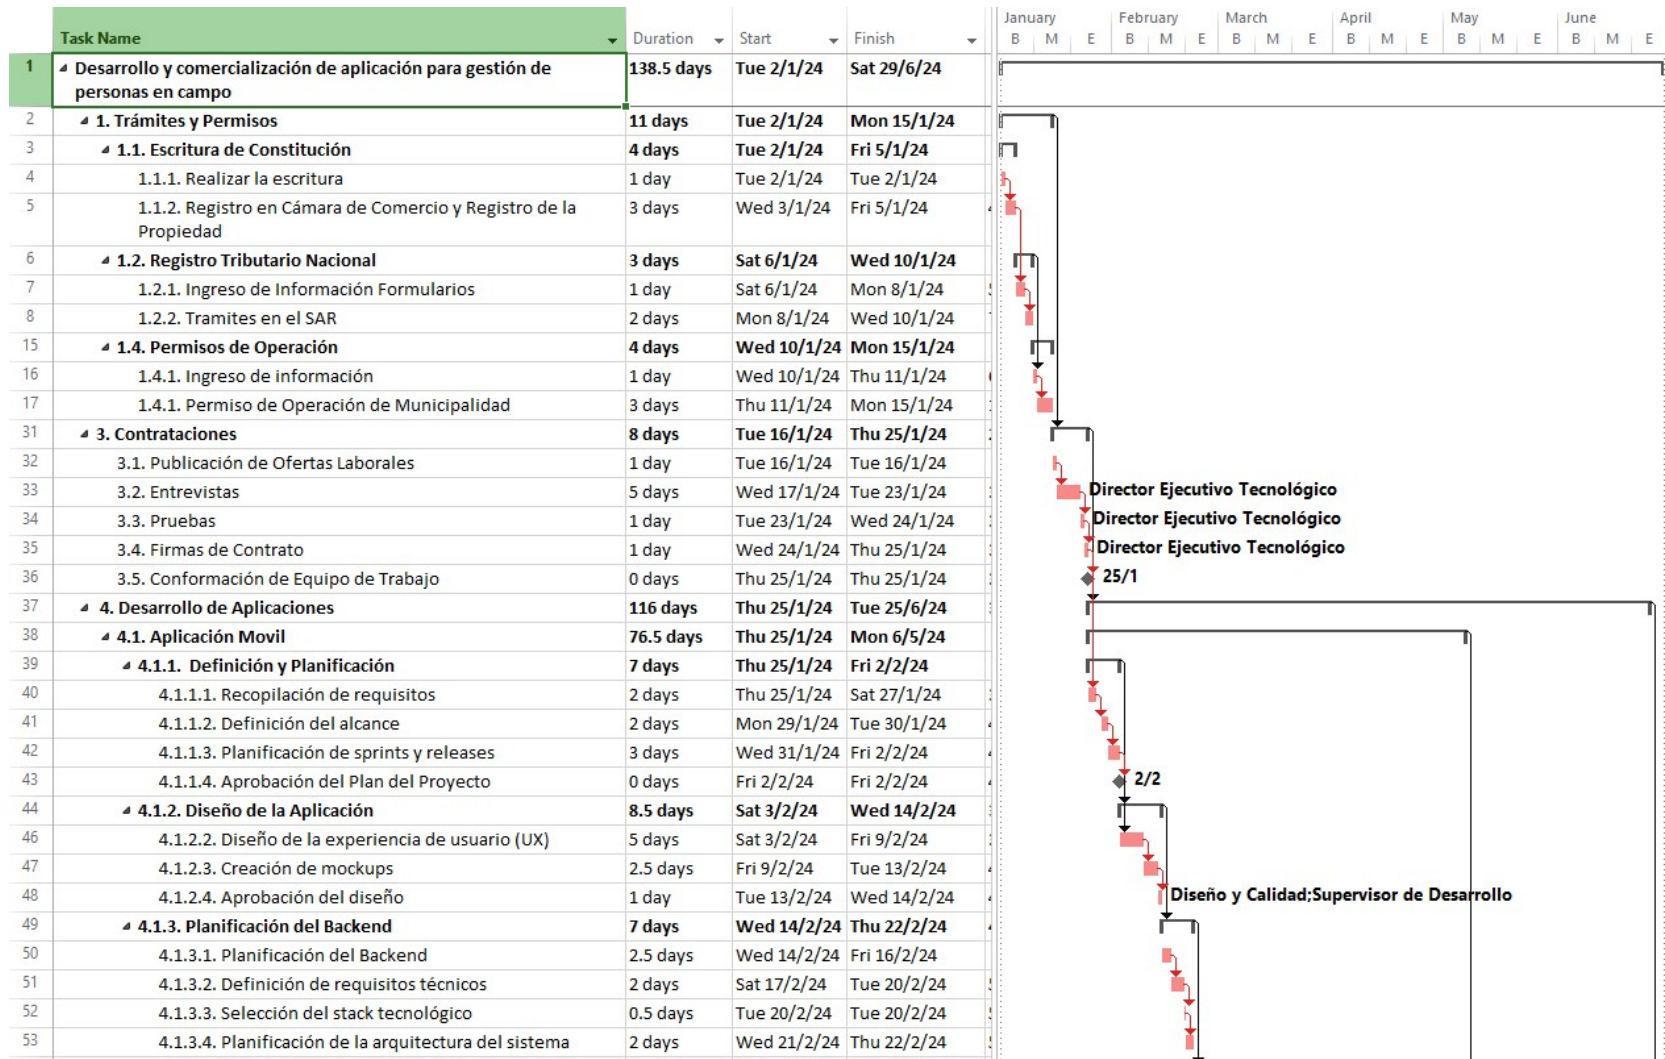 January February March April May June
Task Name Duration Start Finish B M E B M E B M E B M E B M E B M E
1 Desarrollo y comercialización de aplicación para gestión de 138.5 days Tue 2/1/24 Sat 29/6/24
personas en campo
2 1. Trámites y Permisos 11 days Tue 2/1/24 Mon 15/1/24
3 1.1. Escritura de Constitución 4 days Tue 2/1/24 Fri 5/1/24
4 1.1.1. Realizar la escritura 1 day Tue 2/1/24 Tue 2/1/24
5 1.1.2. Registro en Cámara de Comercio y Registro de la 3 days Wed 3/1/24 Fri 5/1/24
Propiedad
6 1.2. Registro Tributario Nacional 3 days Sat 6/1/24 Wed 10/1/24
7 1.2.1. Ingreso de Información Formularios 1 day Sat 6/1/24 Mon 8/1/24
8 1.2.2. Tramites en el SAR 2 days Mon 8/1/24 Wed 10/1/24
15 1.4. Permisos de Operación 4 days Wed 10/1/24 Mon 15/1/24
16 1.4.1. Ingreso de información 1 day Wed 10/1/24 Thu 11/1/24
17 1.4.1. Permiso de Operación de Municipalidad 3 days Thu 11/1/24 Mon 15/1/24
31 3. Contrataciones 8 days Tue 16/1/24 Thu 25/1/24
32 3.1. Publicación de Ofertas Laborales 1 day Tue 16/1/24 Tue 16/1/24
33 3.2. Entrevistas 5 days Wed 17/1/24 Tue 23/1/24 Director Ejecutivo Tecnológico
34 3.3. Pruebas 1 day Tue 23/1/24 Wed 24/1/24 Director Ejecutivo Tecnológico
35 3.4. Firmas de Contrato 1 day Wed 24/1/24 Thu 25/1/24 Director Ejecutivo Tecnológico
36 3.5. Conformación de Equipo de Trabajo 0 days Thu 25/1/24 Thu 25/1/24 25/1
37 4. Desarrollo de Aplicaciones 116 days Thu 25/1/24 Tue 25/6/24
38 4.1. Aplicación Movil 76.5 days Thu 25/1/24 Mon 6/5/24
39 4.1.1. Definición y Planificación 7 days Thu 25/1/24 Fri 2/2/24
40 4.1.1.1. Recopilación de requisitos 2 days Thu 25/1/24 Sat 27/1/24
41 4.1.1.2. Definición del alcance 2 days Mon 29/1/24 Tue 30/1/24
42 4.1.1.3. Planificación de sprints y releases 3 days Wed 31/1/24 Fri 2/2/24
43 4.1.1.4. Aprobación del Plan del Proyecto 0 days Fri 2/2/24 Fri 2/2/24 2/2
44 4.1.2. Diseño de la Aplicación 8.5 days Sat 3/2/24 Wed 14/2/24
46 4.1.2.2. Diseño de la experiencia de usuario (UX) 5 days Sat 3/2/24 Fri 9/2/24
47 4.1.2.3. Creación de mockups 2.5 days Fri 9/2/24 Tue 13/2/24
48 4.1.2.4. Aprobación del diseño 1 day Tue 13/2/24 Wed 14/2/24 Diseño y Calidad;Supervisor de Desarrollo
49 4.1.3. Planificación del Backend 7 days Wed 14/2/24 Thu 22/2/24
50 4.1.3.1. Planificación del Backend 2.5 days Wed 14/2/24 Fri 16/2/24
51 4.1.3.2. Definición de requisitos técnicos 2 days Sat 17/2/24 Tue 20/2/24
52 4.1.3.3. Selección del stack tecnológico 0.5 days Tue 20/2/24 Tue 20/2/24
53 4.1.3.4. Planificación de la arquitectura del sistema 2 days Wed 21/2/24 Thu 22/2/24